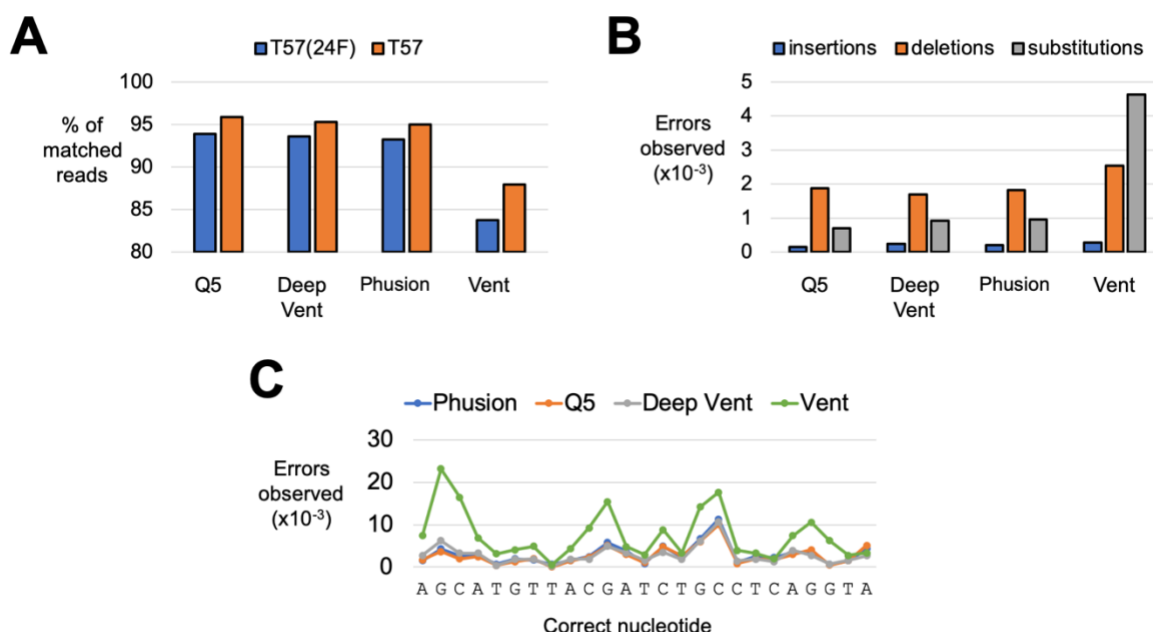 A
T57(24F) T57
100
95
90
85
80
% of
matched
reads
Q5
Deep
Vent
Phusion
Vent
B
insertions deletions substitutions
5
4
3
2
1
0
Errors
observed
(x10-3)
Q5
Deep
Vent
Phusion
Vent
C
Phusion Q5 Deep Vent Vent
30
20
10
0
Errors
observed
(x10-3)
A G C A T G T T A C G A T C T G C C T C A G G T A
Correct nucleotide